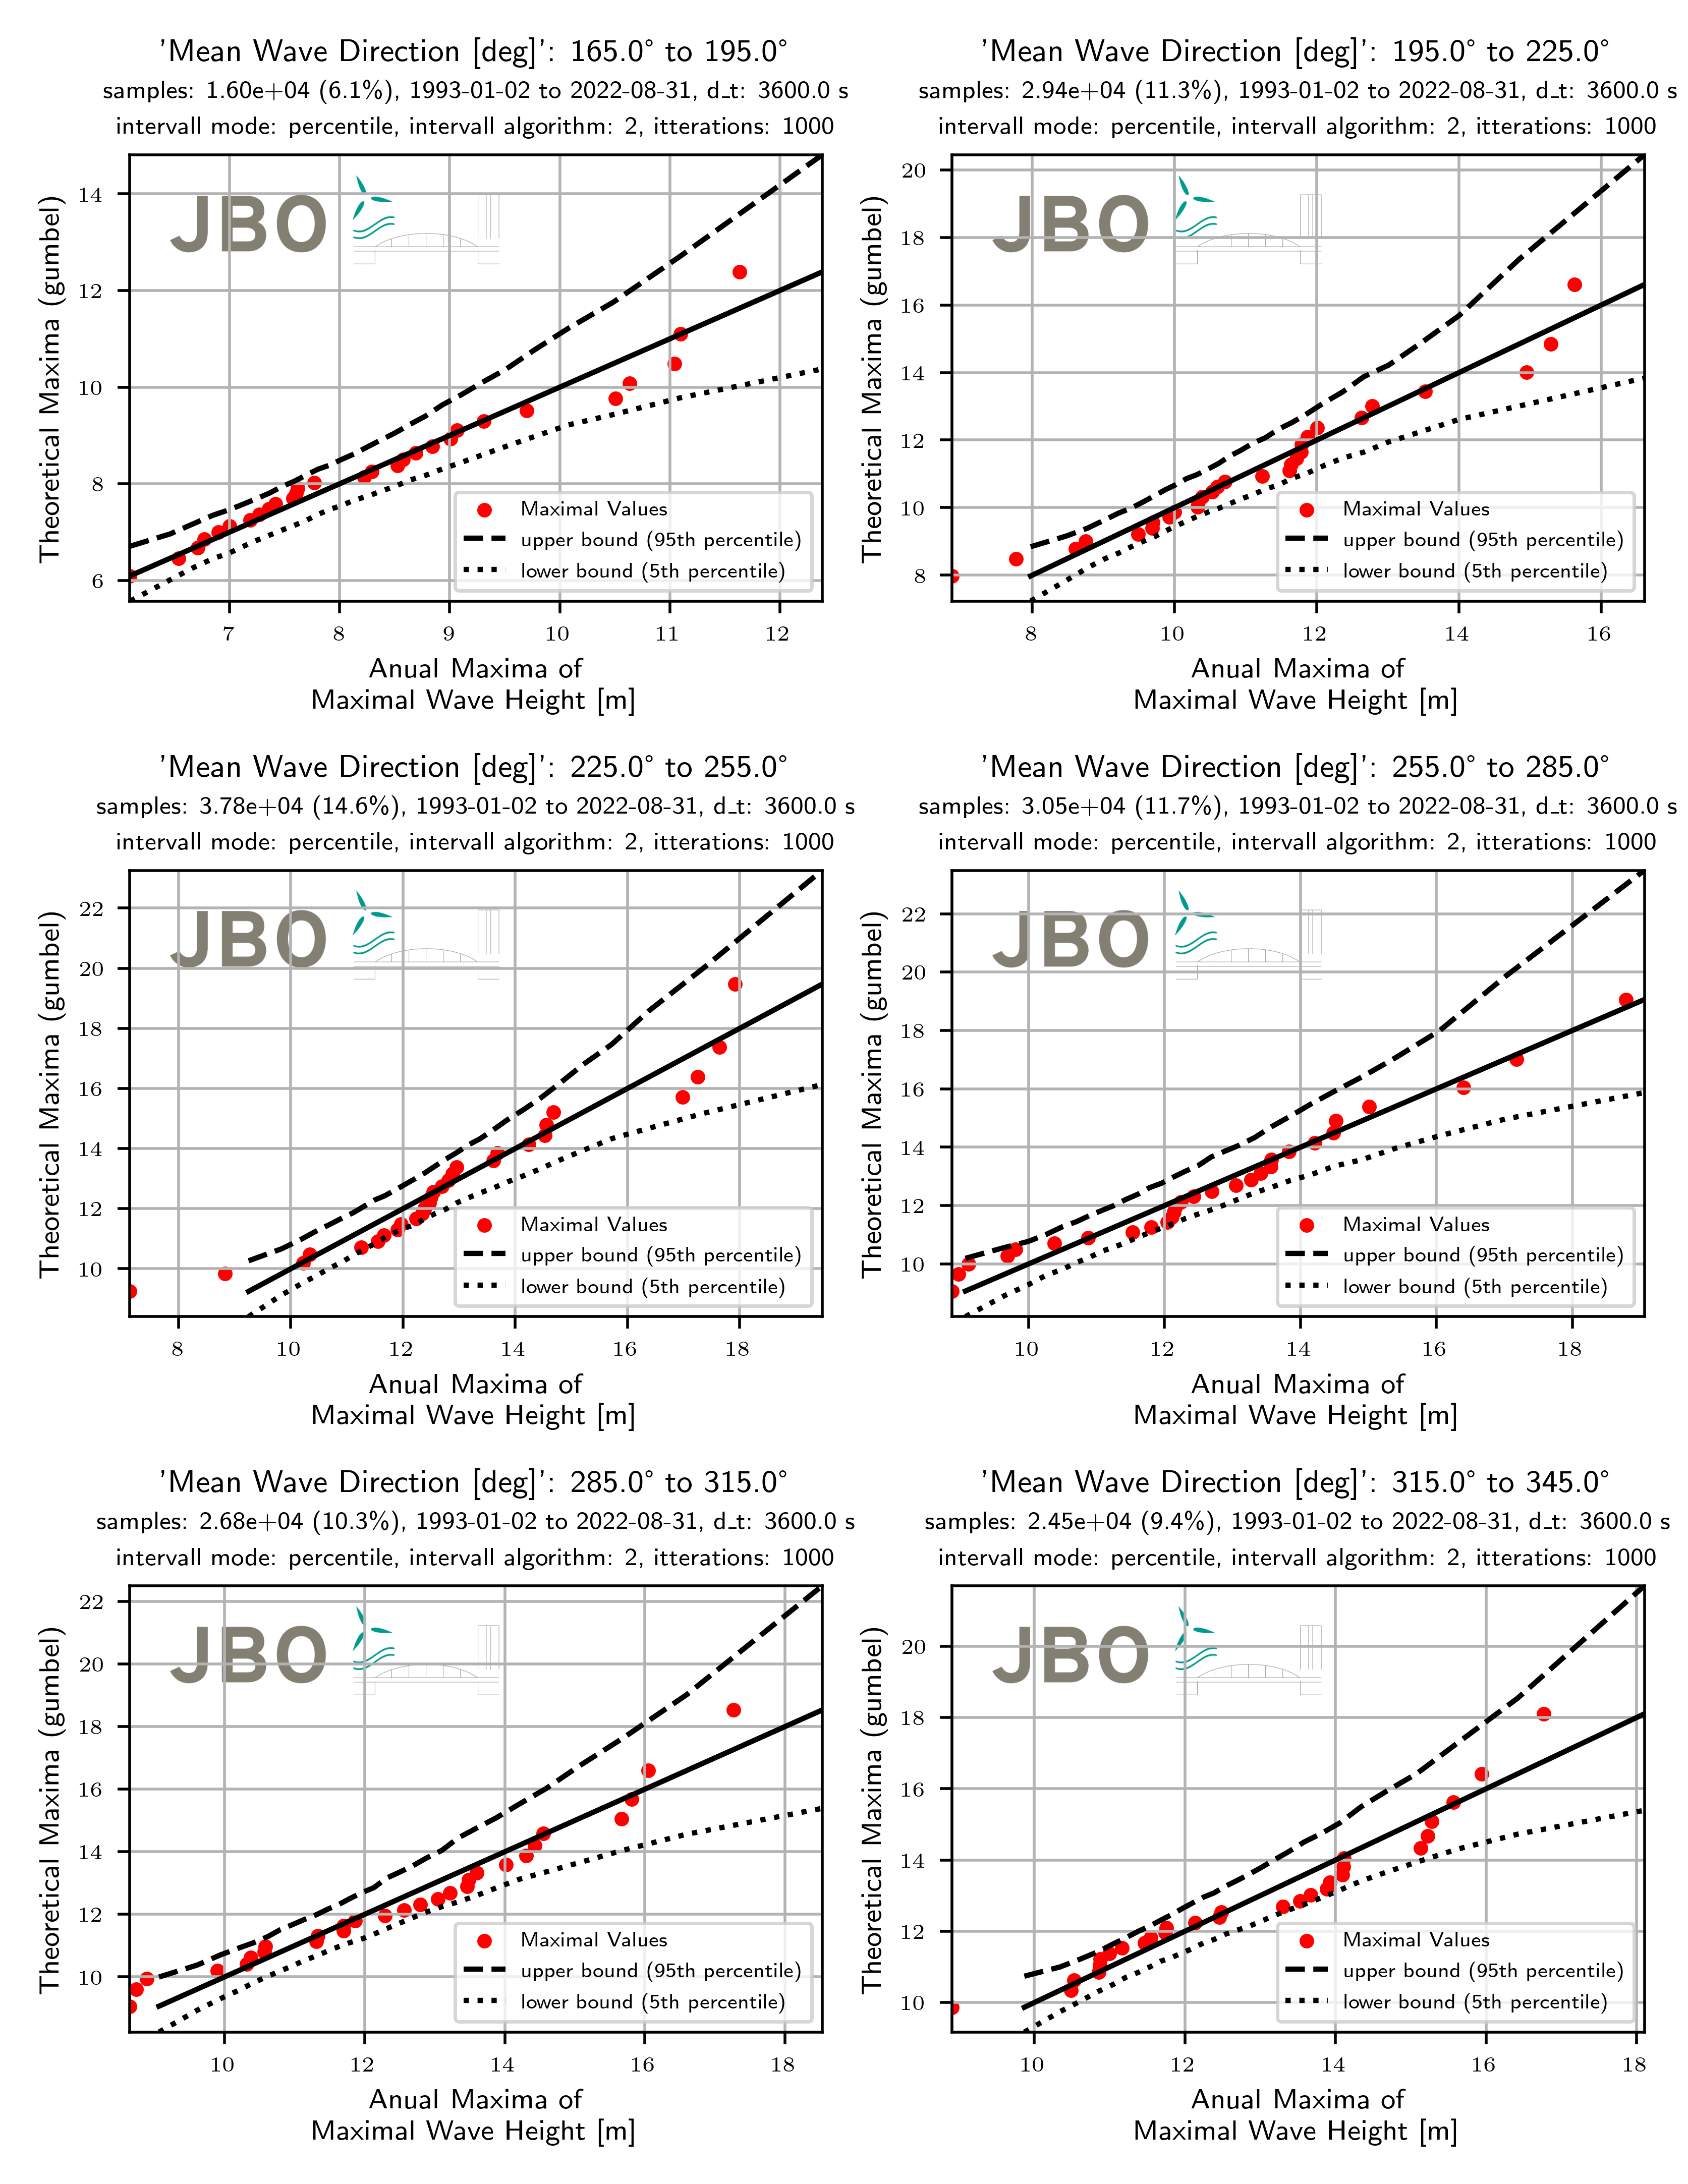 'Mean Wave Direction [deg]': 165.0° to 195.0°
samples: 1.60e+04 (6.1%), 1993-01-02 to 2022-08-31, d_t: 3600.0 s
intervall mode: percentile, intervall algorithm: 2, itterations: 1000
JBO
Theoretical Maxima (gumbel)
14
12
10
8
6
Maximal Values
upper bound (95th percentile)
lower bound (5th percentile)
7 8 9 10 11 12
Anual Maxima of
Maximal Wave Height [m]
'Mean Wave Direction [deg]': 195.0° to 225.0°
samples: 2.94e+04 (11.3%), 1993-01-02 to 2022-08-31, d_t: 3600.0 s
intervall mode: percentile, intervall algorithm: 2, itterations: 1000
JBO
Theoretical Maxima (gumbel)
20
18
16
14
12
10
8
Maximal Values
upper bound (95th percentile)
lower bound (5th percentile)
8 10 12 14 16
Anual Maxima of
Maximal Wave Height [m]
'Mean Wave Direction [deg]': 225.0° to 255.0°
samples: 3.78e+04 (14.6%), 1993-01-02 to 2022-08-31, d_t: 3600.0 s
intervall mode: percentile, intervall algorithm: 2, itterations: 1000
JBO
Theoretical Maxima (gumbel)
22
20
18
16
14
12
10
Maximal Values
upper bound (95th percentile)
lower bound (5th percentile)
8 10 12 14 16 18
Anual Maxima of
Maximal Wave Height [m]
'Mean Wave Direction [deg]': 255.0° to 285.0°
samples: 3.05e+04 (11.7%), 1993-01-02 to 2022-08-31, d_t: 3600.0 s
intervall mode: percentile, intervall algorithm: 2, itterations: 1000
JBO
Theoretical Maxima (gumbel)
22
20
18
16
14
12
10
Maximal Values
upper bound (95th percentile)
lower bound (5th percentile)
10 12 14 16 18
Anual Maxima of
Maximal Wave Height [m]
'Mean Wave Direction [deg]': 285.0° to 315.0°
samples: 2.68e+04 (10.3%), 1993-01-02 to 2022-08-31, d_t: 3600.0 s
intervall mode: percentile, intervall algorithm: 2, itterations: 1000
JBO
Theoretical Maxima (gumbel)
22
20
18
16
14
12
10
Maximal Values
upper bound (95th percentile)
lower bound (5th percentile)
10 12 14 16 18
Anual Maxima of
Maximal Wave Height [m]
'Mean Wave Direction [deg]': 315.0° to 345.0°
samples: 2.45e+04 (9.4%), 1993-01-02 to 2022-08-31, d_t: 3600.0 s
intervall mode: percentile, intervall algorithm: 2, itterations: 1000
JBO
Theoretical Maxima (gumbel)
20
18
16
14
12
10
Maximal Values
upper bound (95th percentile)
lower bound (5th percentile)
10 12 14 16 18
Anual Maxima of
Maximal Wave Height [m]